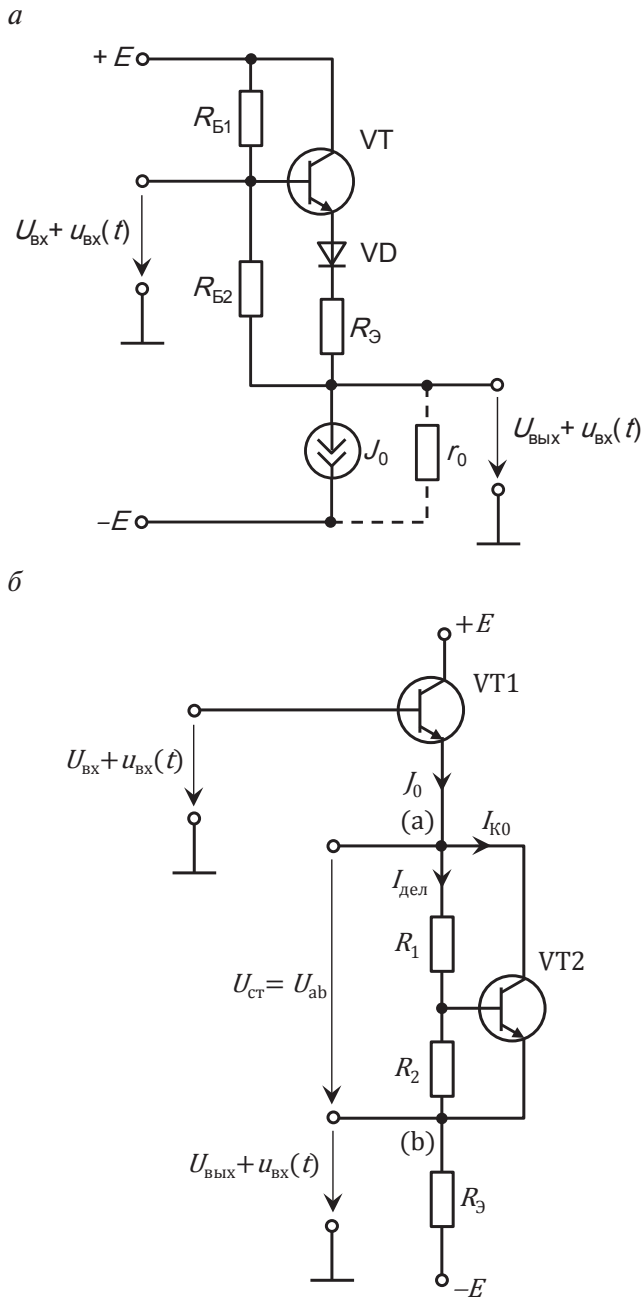 а
+ E
R_Б1
VT
U_вх + u_вх(t)
VD
R_Б2
R_Э
J_0
r_0
U_вых + u_вх(t)
–E
б
+E
VT1
U_вх + u_вх(t)
J_0
(a)
I_К0
I_дел
R_1
VT2
U_ст = U_ab
R_2
(b)
U_вых + u_вх(t)
R_Э
–E